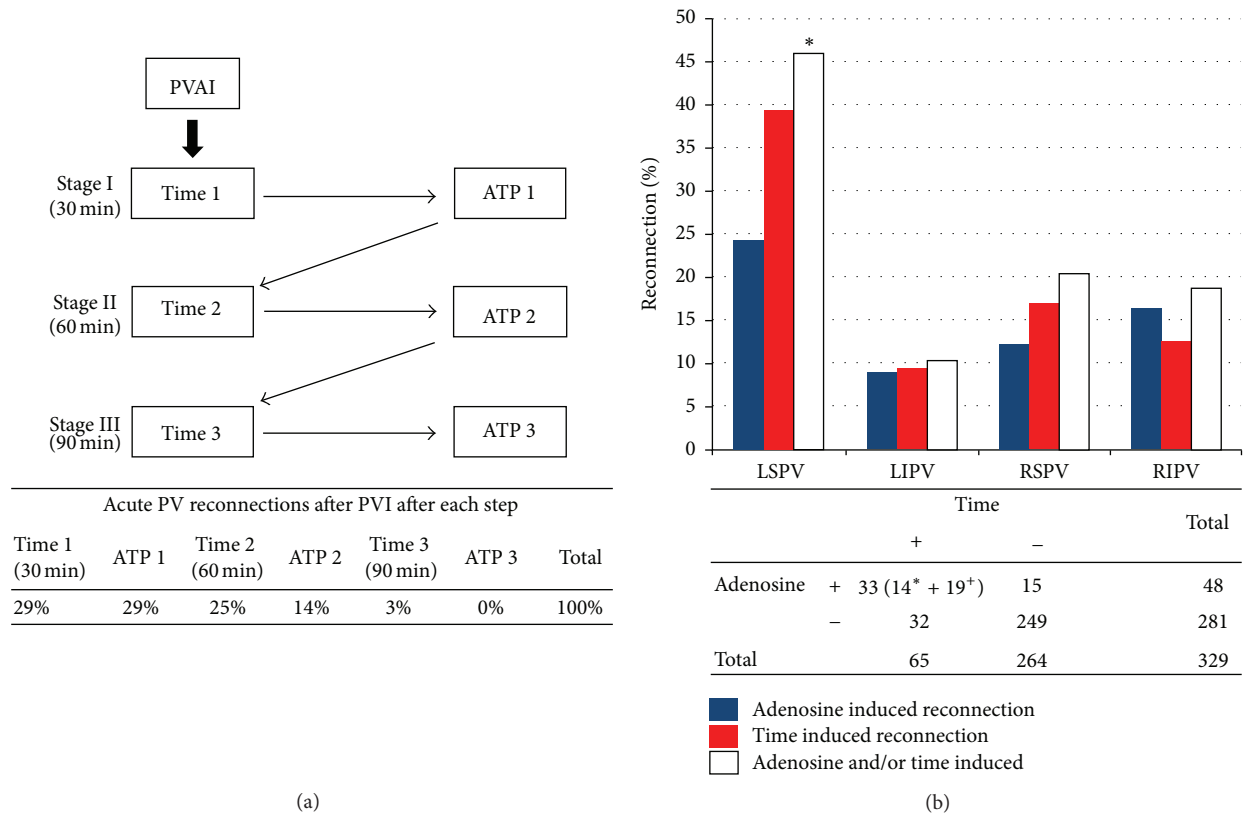 PVAI
Stage I
(30 min)
Time 1
ATP 1
Stage II
(60 min)
Time 2
ATP 2
Stage III
(90 min)
Time 3
ATP 3
Acute PV reconnections after PVI after each step
Time 1
(30 min)
ATP 1
Time 2
(60 min)
ATP 2
Time 3
(90 min)
ATP 3
Total
29% 29% 25% 14% 3% 0% 100%
(a)
Reconnection (%)
50
45
40
35
30
25
20
15
10
5
0
*
LSPV LIPV RSPV RIPV
Time
Total
+ −
Adenosine + 33 (14* + 19+) 15 48
− 32 249 281
Total 65 264 329
Adenosine induced reconnection
Time induced reconnection
Adenosine and/or time induced
(b)